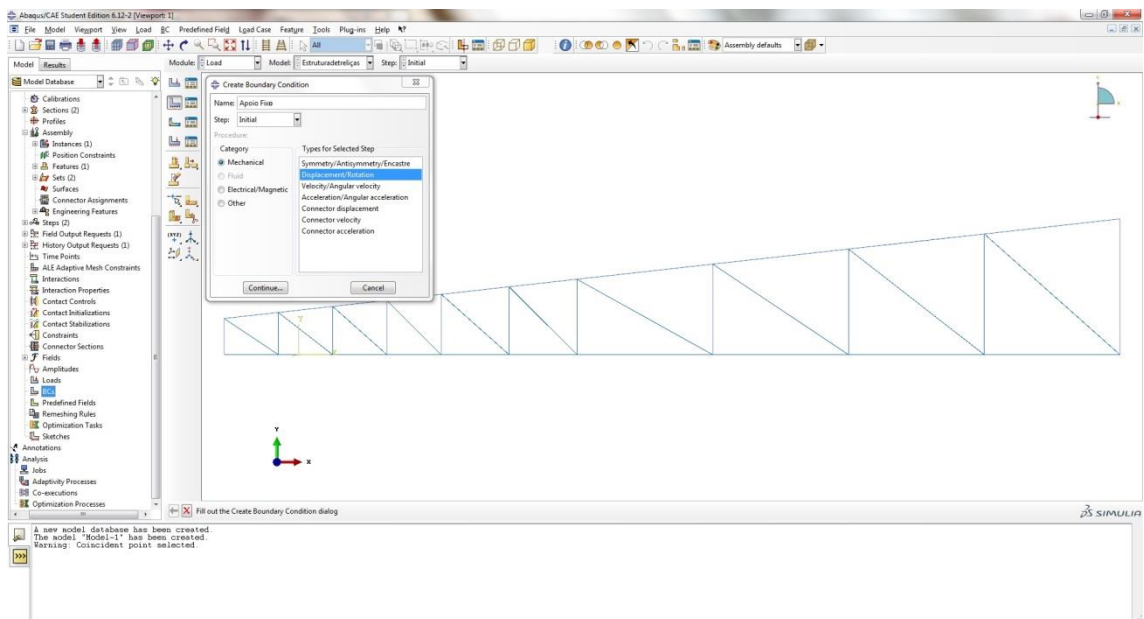 Abaqus/CAE Student Edition 6.12-2 [Viewport: 1]
File Model Viewport View Load BC Predefined Field Load Case Feature Tools Plug-ins Help
All
Assembly defaults
Model Results
Module: Load Model: Estruturadetreliças Step: Initial
Model Database
Calibrations
Sections (2)
Profiles
Assembly
Instances (1)
Position Constraints
Features (1)
Sets (2)
Surfaces
Connector Assignments
Engineering Features
Steps (2)
Field Output Requests (1)
History Output Requests (1)
Time Points
ALE Adaptive Mesh Constraints
Interactions
Interaction Properties
Contact Controls
Contact Initializations
Contact Stabilizations
Constraints
Connector Sections
Fields
Amplitudes
Loads
BCs
Predefined Fields
Remeshing Rules
Optimization Tasks
Sketches
Annotations
Analysis
Jobs
Adaptivity Processes
Co-executions
Optimization Processes
Create Boundary Condition
Name: Apoio Fixo
Step: Initial
Procedure:
Category
Mechanical
Fluid
Electrical/Magnetic
Other
Types for Selected Step
Symmetry/Antisymmetry/Encastre
Displacement/Rotation
Velocity/Angular velocity
Acceleration/Angular acceleration
Connector displacement
Connector velocity
Connector acceleration
Continue...
Cancel
Y
Y
X
Fill out the Create Boundary Condition dialog
SIMULIA
A new model database has been created.
The model "Model-1" has been created.
Warning: Coincident point selected.
>>>